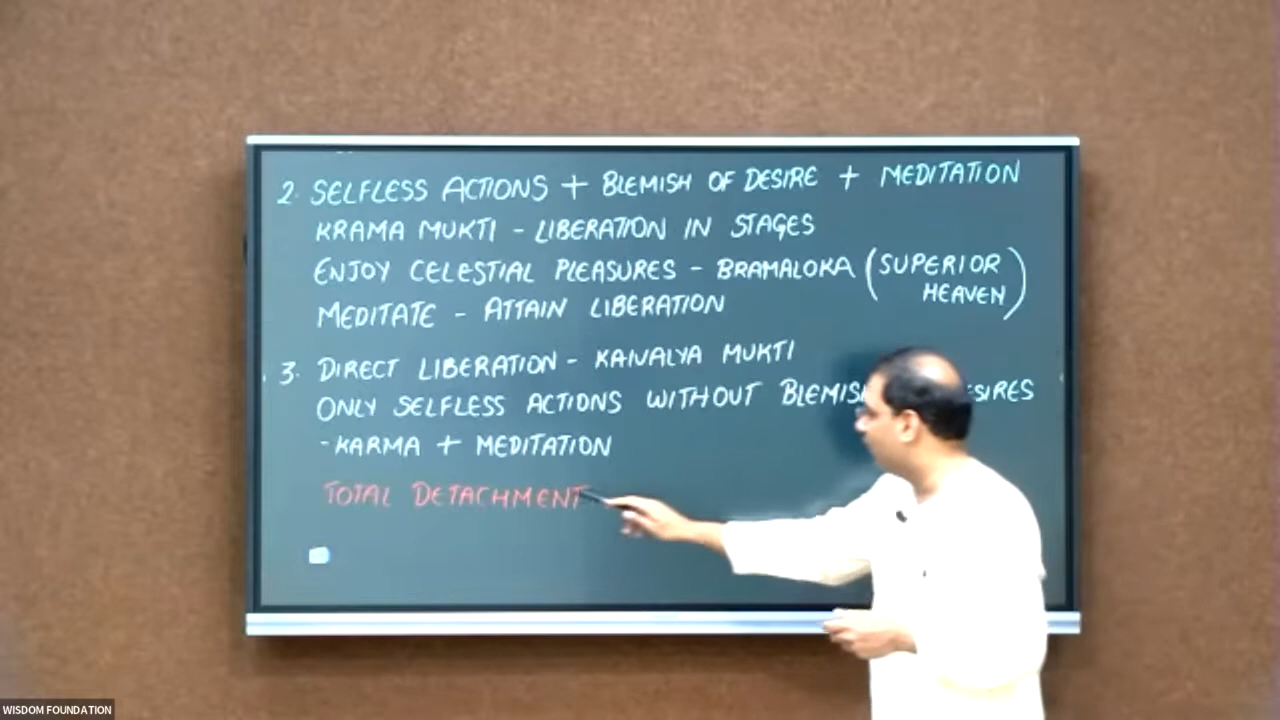 2. SELFLESS ACTIONS + BLEMISH OF DESIRE + MEDITATION
KRAMA MUKTI - LIBERATION IN STAGES
ENJOY CELESTIAL PLEASURES - BRAMALOKA (SUPERIOR HEAVEN)
MEDITATE - ATTAIN LIBERATION
3. DIRECT LIBERATION - KAIVALYA MUKTI
ONLY SELFLESS ACTIONS WITHOUT
- KARMA + MEDITATION
TOTAL DETACHMENT
WISDOM FOUNDATION